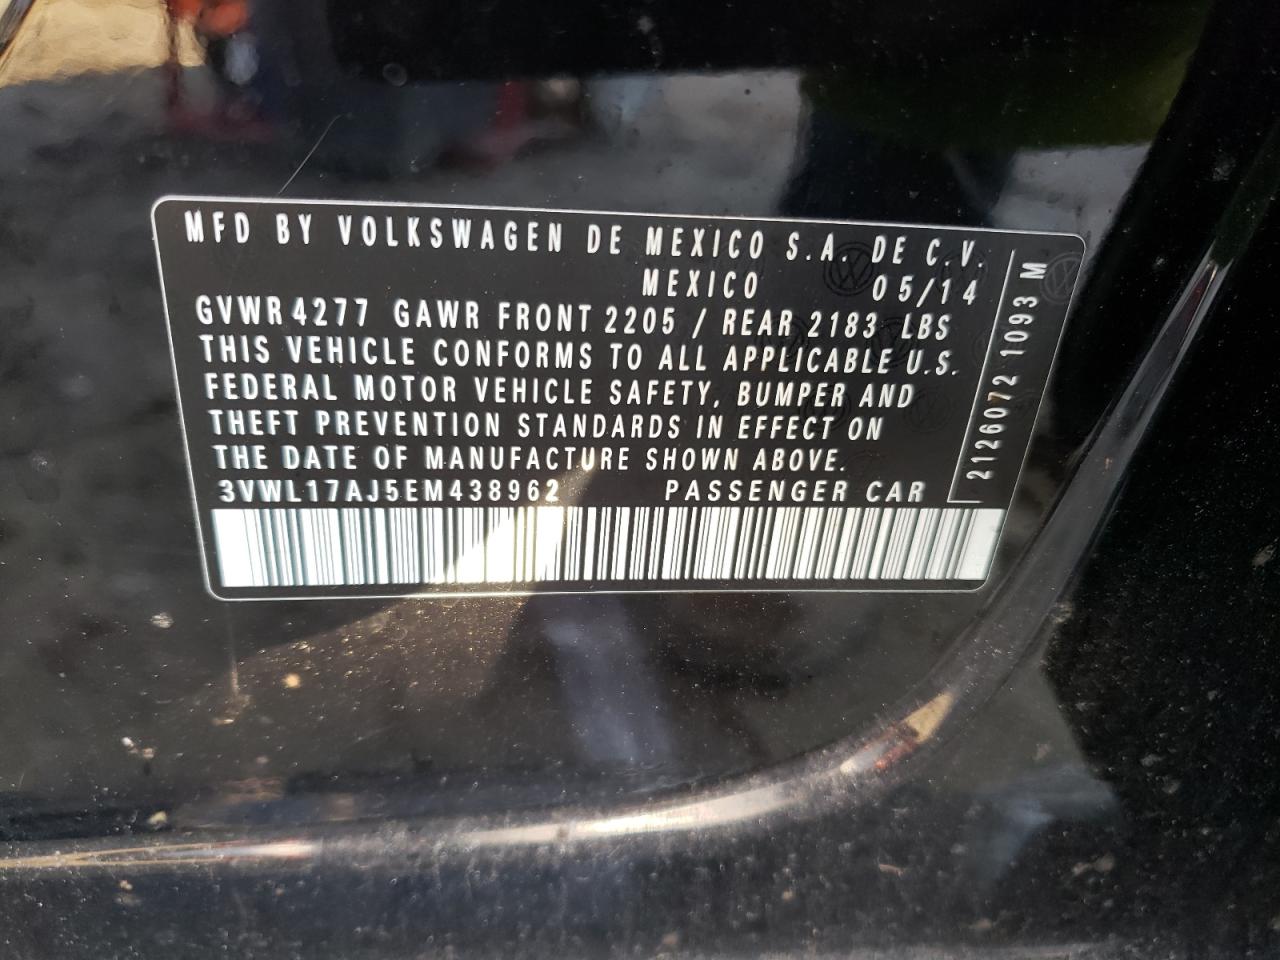 MFD BY VOLKSWAGEN DE MEXICO S.A. DE C.V.
MEXICO 05/14
GVWR 4277 GAWR FRONT 2205 / REAR 2183 LBS
THIS VEHICLE CONFORMS TO ALL APPLICABLE U.S.
FEDERAL MOTOR VEHICLE SAFETY, BUMPER AND
THEFT PREVENTION STANDARDS IN EFFECT ON
THE DATE OF MANUFACTURE SHOWN ABOVE.
3VWL17AJ5EM438962 PASSENGER CAR
2126072 1093 M